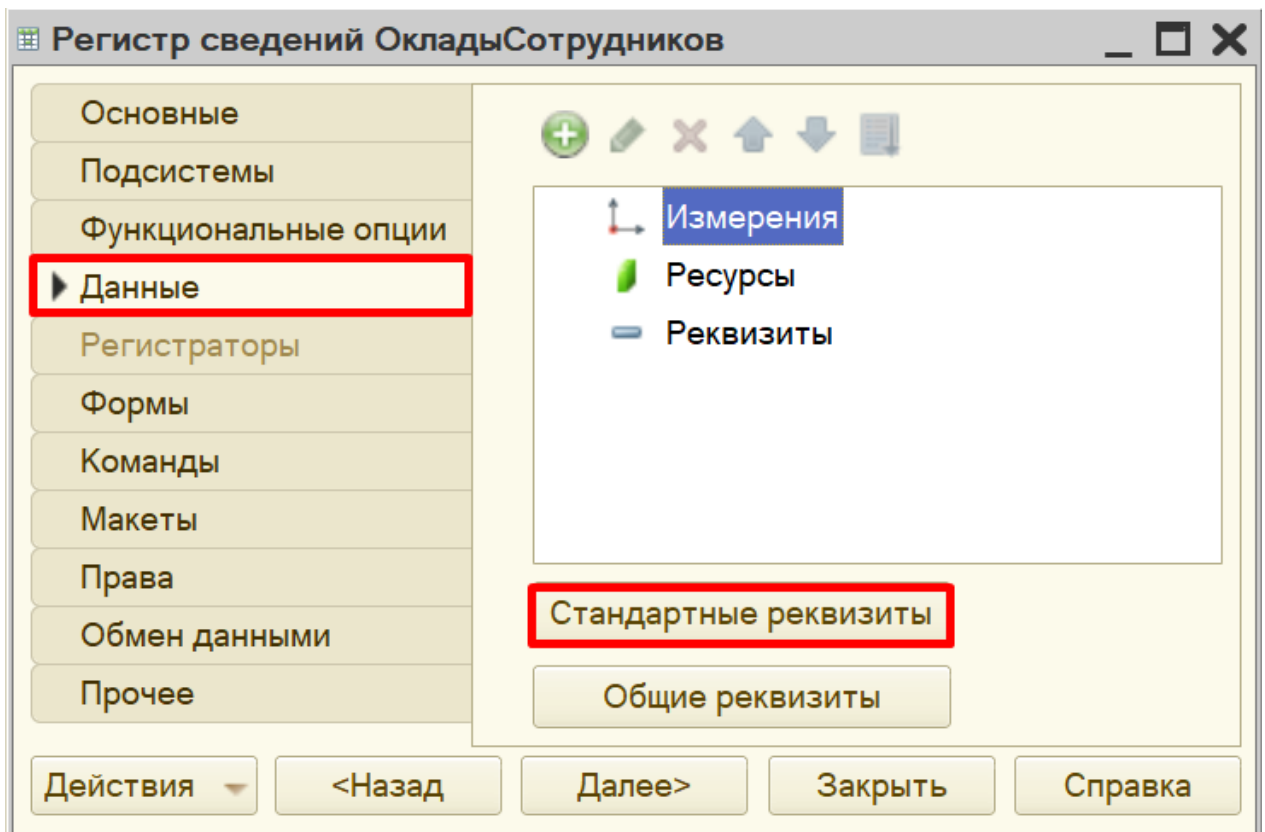 Регистр сведений ОкладыСотрудников
Основные
Подсистемы
Функциональные опции
Данные
Регистраторы
Формы
Команды
Макеты
Права
Обмен данными
Прочее
Измерения
Ресурсы
Реквизиты
Стандартные реквизиты
Общие реквизиты
Действия
<Назад
Далее>
Закрыть
Справка